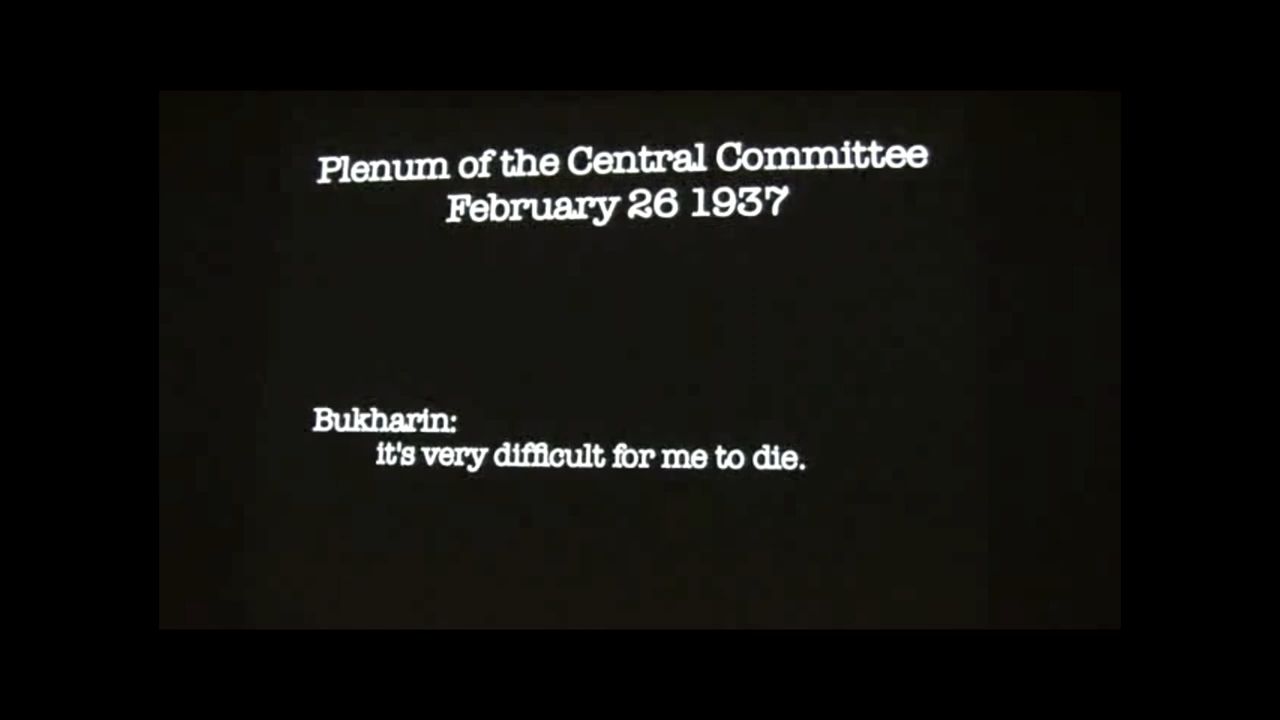 Plenum of the Central Committee
February 26 1937
Bukharin:
it's very difficult for me to die.